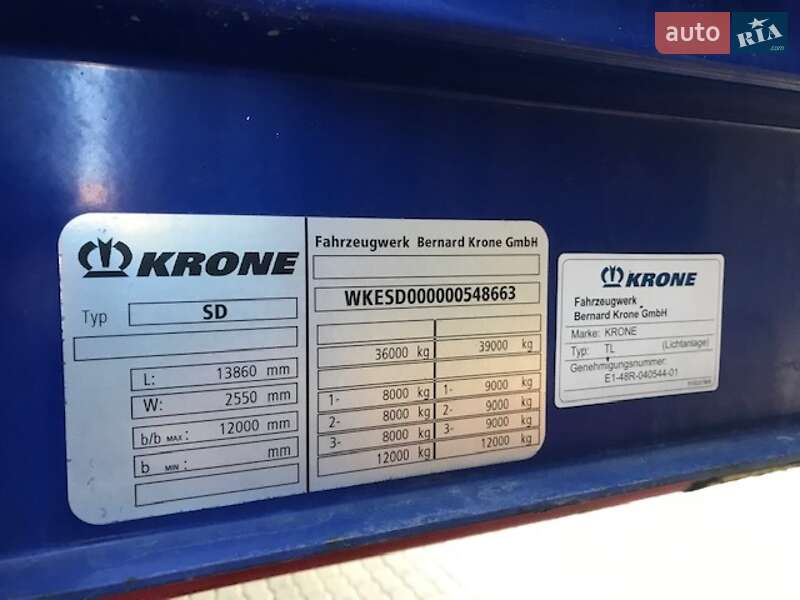 auto RIA.com
KRONE
Typ SD
L: 13860 mm
W: 2550 mm
b/b MAX: 12000 mm
b MIN: mm
Fahrzeugwerk Bernard Krone GmbH
WKESD000000548663
36000 kg 39000 kg
1- 8000 kg 1- 9000 kg
2- 8000 kg 2- 9000 kg
3- 8000 kg 3- 9000 kg
12000 kg 12000 kg
KRONE
Fahrzeugwerk
Bernard Krone GmbH
Marke: KRONE
Typ: TL (Lichtanlage)
Genehmigungsnummer:
E1-48R-040544-01